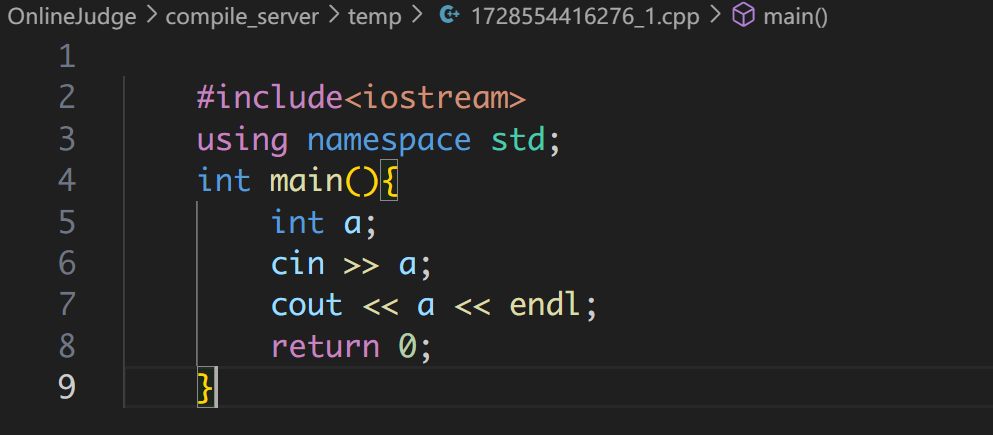 OnlineJudge > compile_server > temp > C++ 1728554416276_1.cpp > main()
1
2 #include<iostream>
3 using namespace std;
4 int main(){
5 int a;
6 cin >> a;
7 cout << a << endl;
8 return 0;
9 }